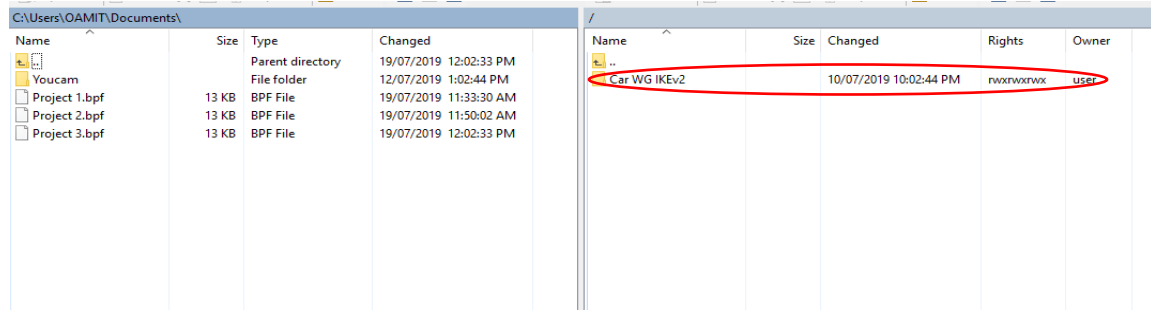 C:\Users\OAMIT\Documents\
Name Size Type Changed
.. Parent directory 19/07/2019 12:02:33 PM
Youcam File folder 12/07/2019 1:02:44 PM
Project 1.bpf 13 KB BPF File 19/07/2019 11:33:30 AM
Project 2.bpf 13 KB BPF File 19/07/2019 11:50:02 AM
Project 3.bpf 13 KB BPF File 19/07/2019 12:02:33 PM
/
Name Size Changed Rights Owner
..
Car WG IKEv2 10/07/2019 10:02:44 PM rwxrwxrwx user